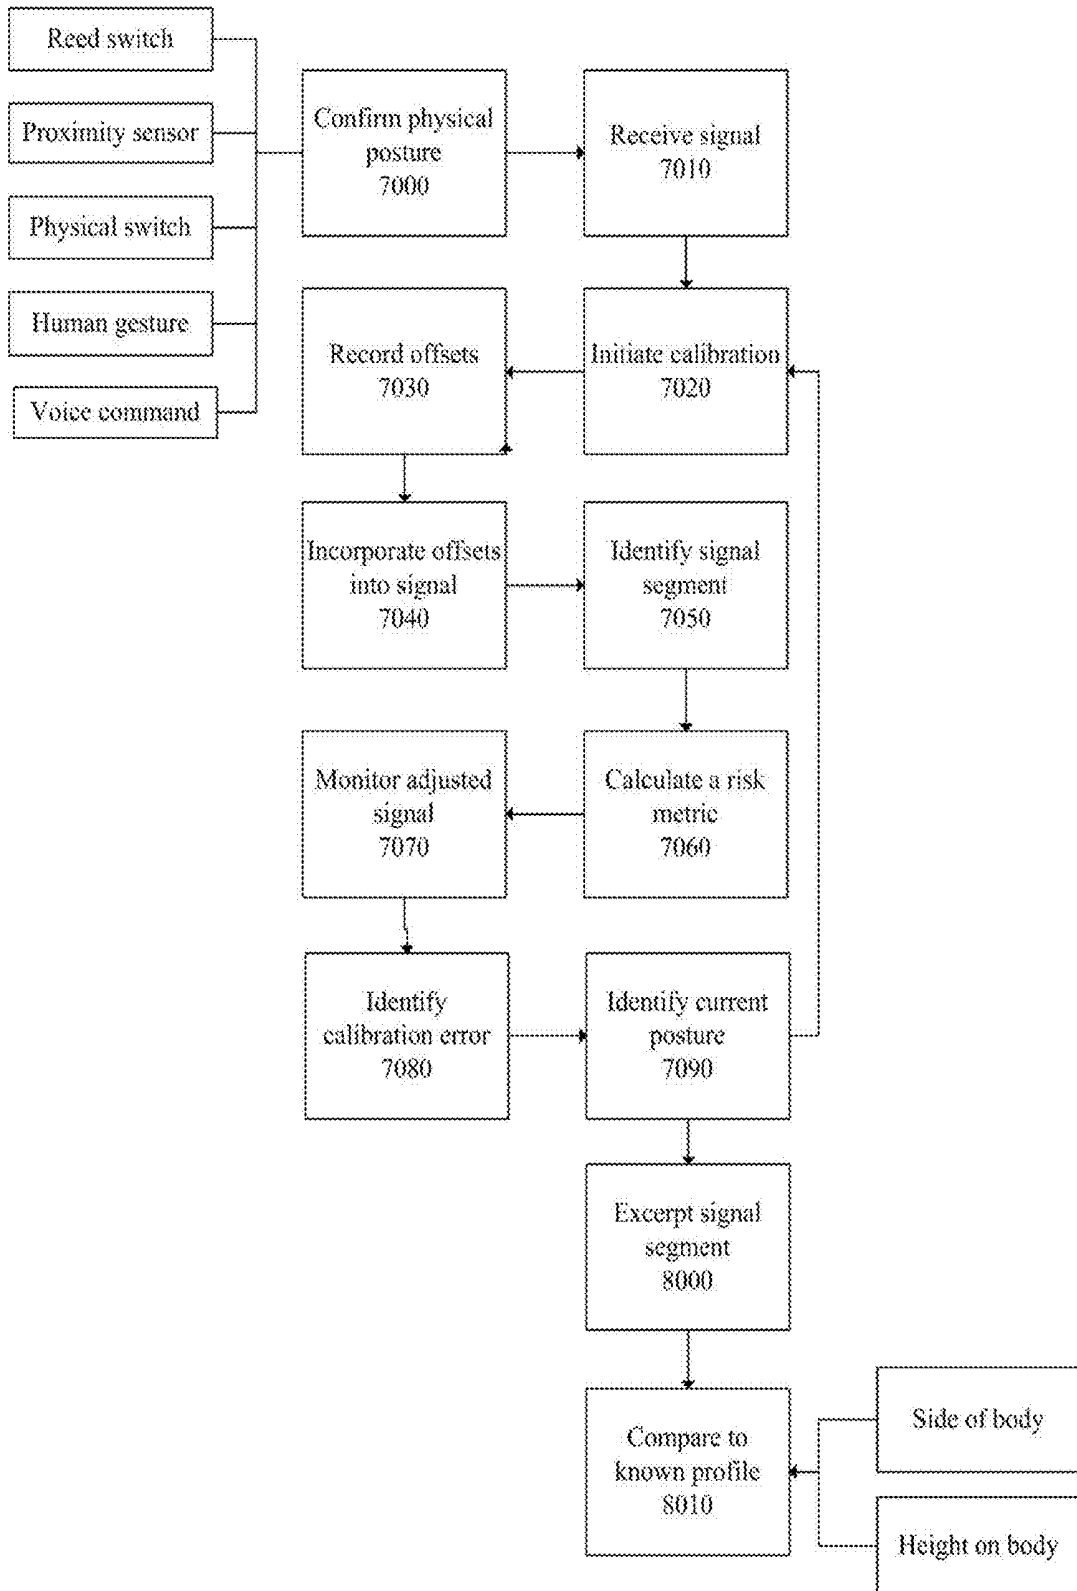 Reed switch
Proximity sensor
Physical switch
Human gesture
Voice command
Confirm physical
posture
7000
Receive signal
7010
Initiate calibration
7020
Record offsets
7030
Incorporate offsets
into signal
7040
Identify signal
segment
7050
Calculate a risk
metric
7060
Monitor adjusted
signal
7070
Identify
calibration error
7080
Identify current
posture
7090
Excerpt signal
segment
8000
Compare to
known profile
8010
Side of body
Height on body